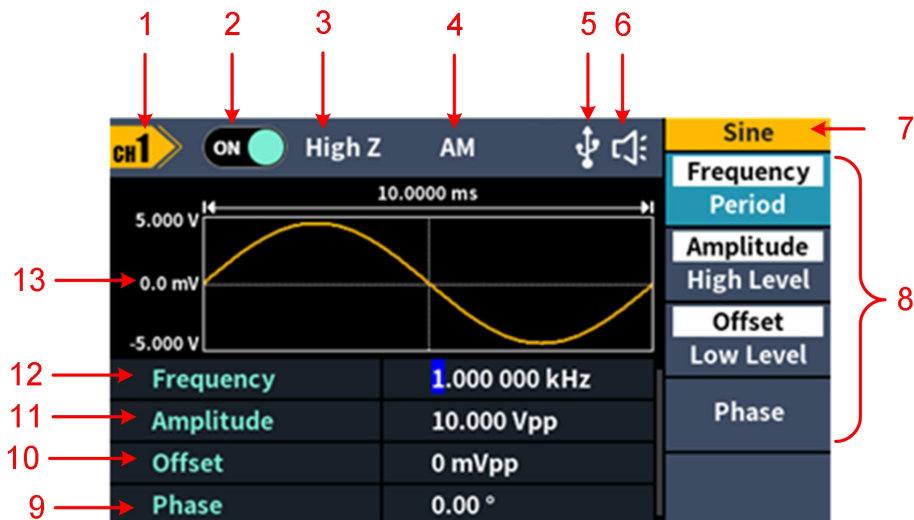 1 2 3 4 5 6
CH1 ON High Z AM
Sine 7
10.0000 ms
Frequency
Period
5.000 V
Amplitude
High Level
13 0.0 mV
8
Offset
Low Level
-5.000 V
12 Frequency 1.000 000 kHz
11 Amplitude 10.000 Vpp
Phase
10 Offset 0 mVpp
9 Phase 0.00 °